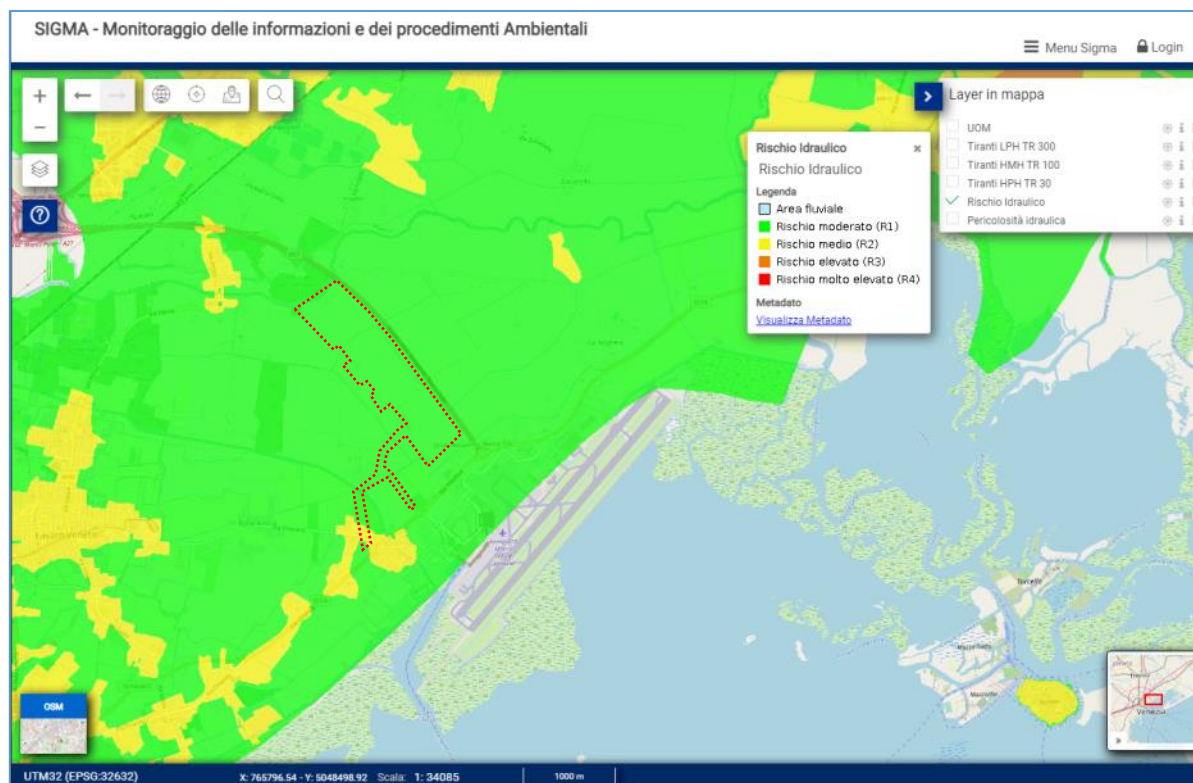 SIGMA - Monitoraggio delle informazioni e dei procedimenti Ambientali
Menu Sigma
Login
Layer in mappa
UOM
Tiranti LPH TR 300
Tiranti HMH TR 100
Tiranti HPH TR 30
Rischio Idraulico
Pericolosità idraulica
Rischio Idraulico
Rischio Idraulico
Legenda
Area fluviale
Rischio moderato (R1)
Rischio medio (R2)
Rischio elevato (R3)
Rischio molto elevato (R4)
Metadato
Visualizza Metadato
Favaro Veneto
Torcello
Mazzorbo
OSM
Venezia
UTM32 (EPSG:32632)
X: 765796.54 - Y: 5048498.92
Scala: 1: 34085
1000 m